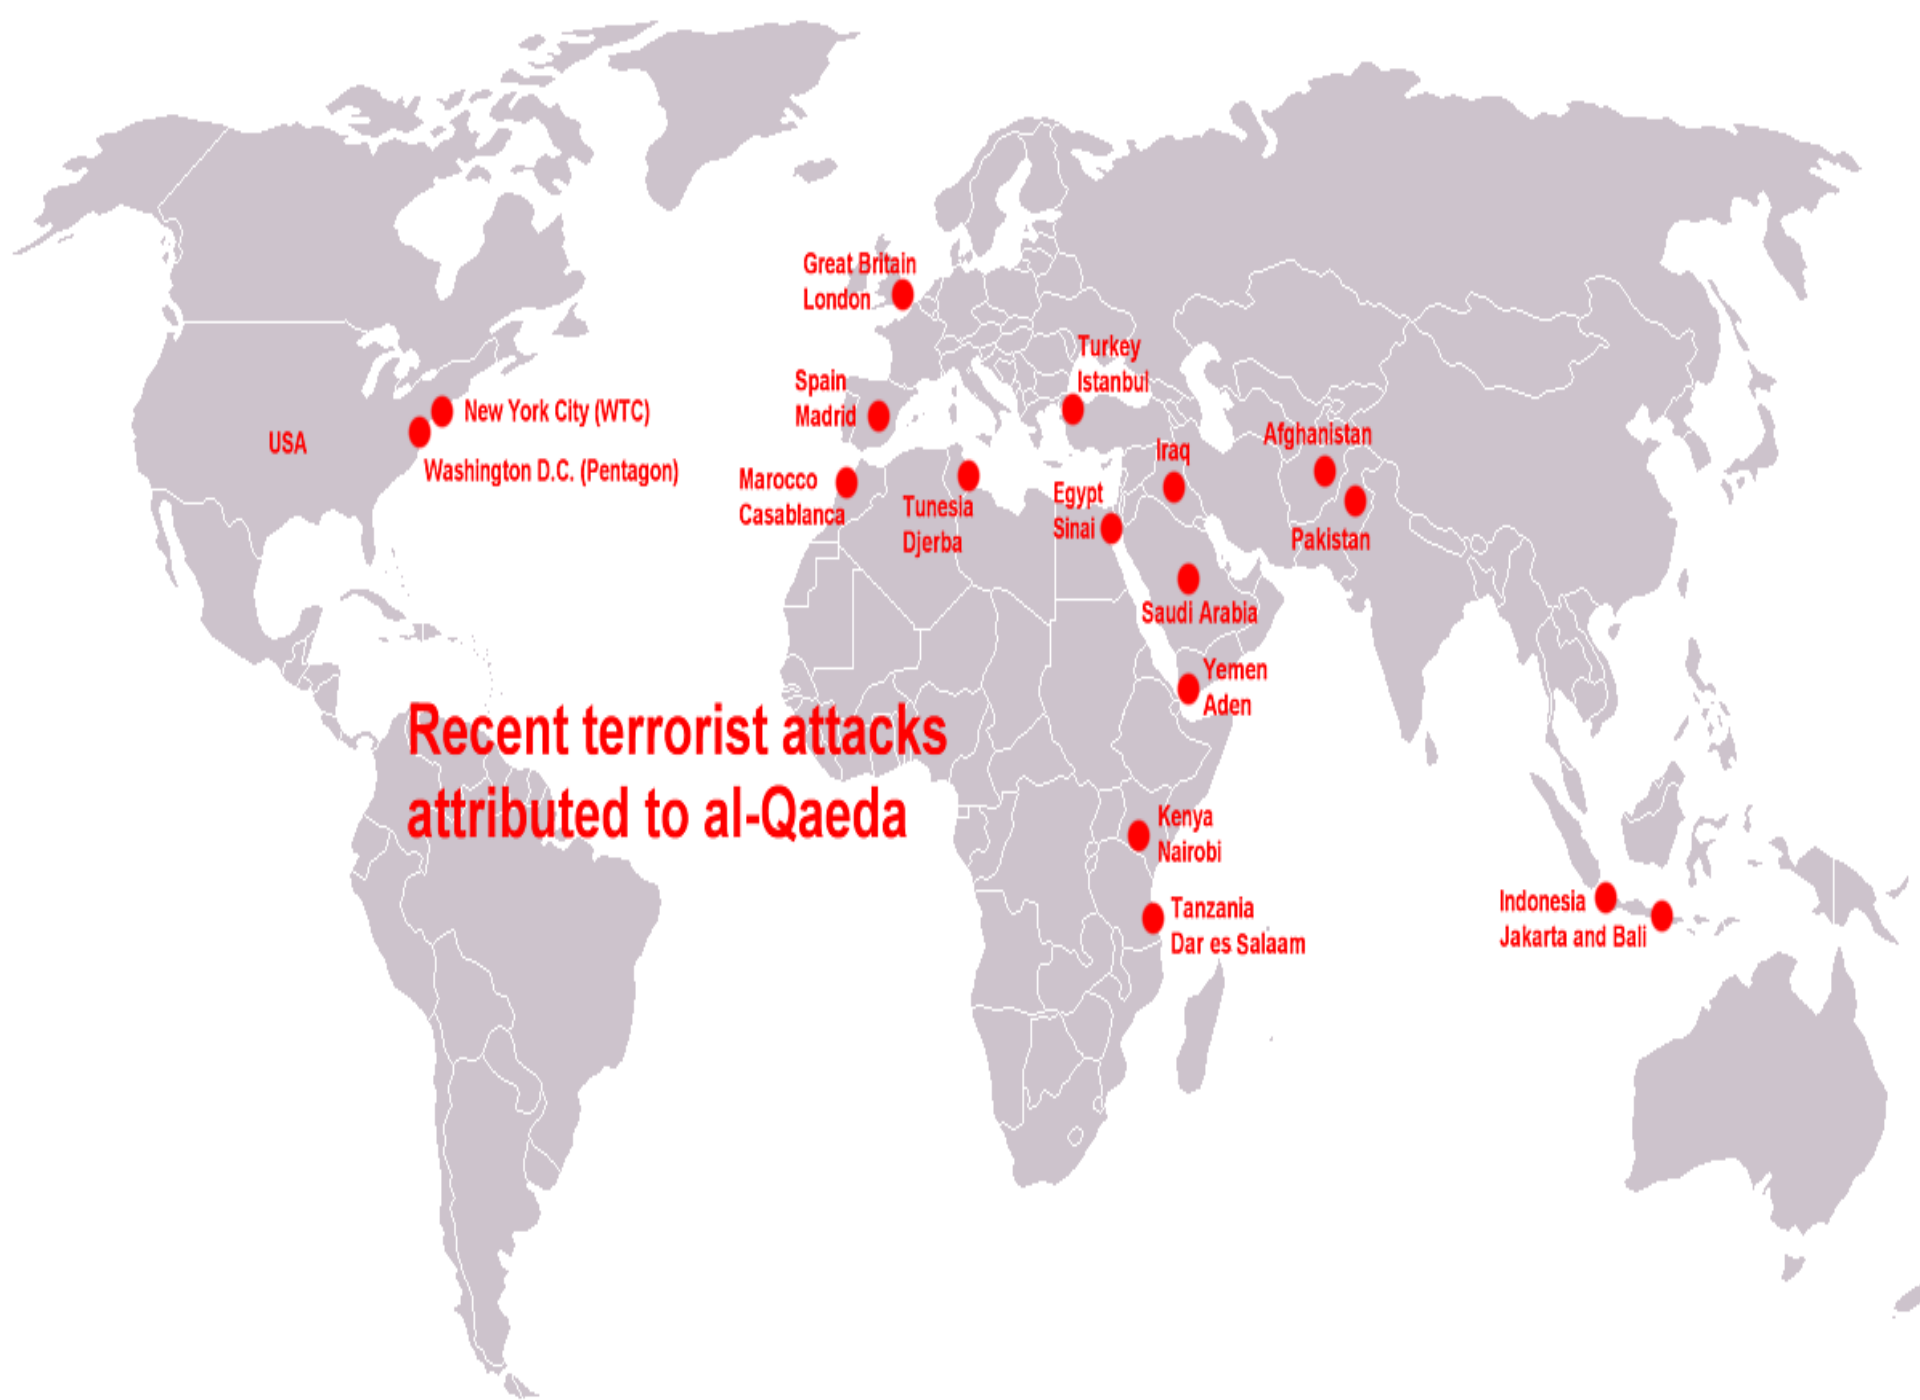 Great Britain
London
Turkey
Istanbul
Spain
Madrid
New York City (WTC)
USA
Washington D.C. (Pentagon)
Afghanistan
Iraq
Marocco
Casablanca
Tunesia
Djerba
Egypt
Sinai
Pakistan
Saudi Arabia
Yemen
Aden
Recent terrorist attacks
attributed to al-Qaeda
Kenya
Nairobi
Tanzania
Dar es Salaam
Indonesia
Jakarta and Bali